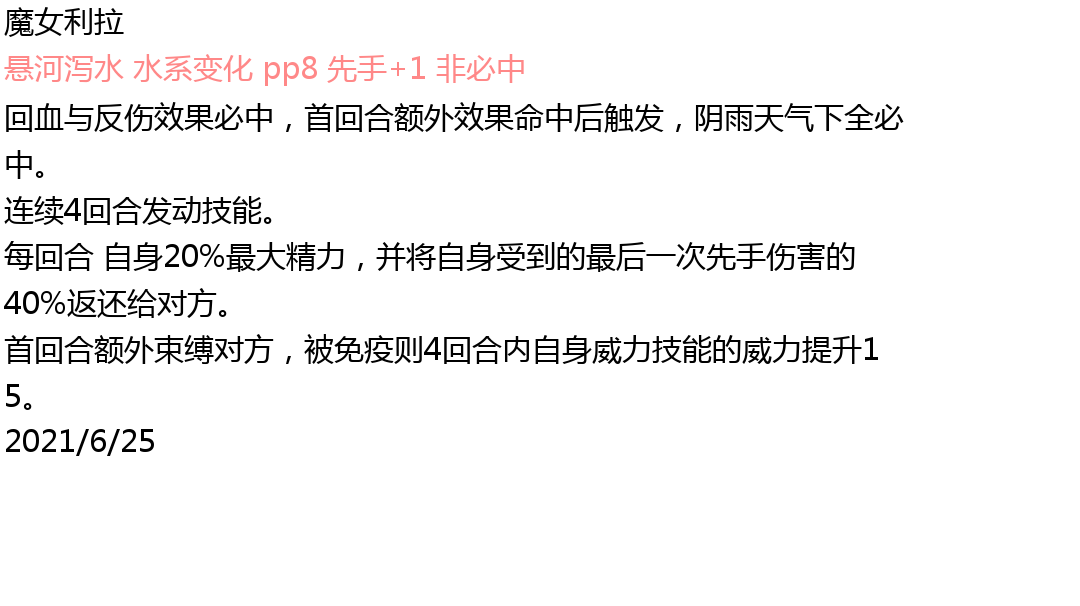 魔女利拉
悬河泻水 水系变化 pp8 先手+1 非必中
回血与反伤效果必中，首回合额外效果命中后触发，阴雨天气下全必
中。
连续4回合发动技能。
每回合 自身20%最大精力，并将自身受到的最后一次先手伤害的
40%返还给对方。
首回合额外束缚对方，被免疫则4回合内自身威力技能的威力提升1
5。
2021/6/25